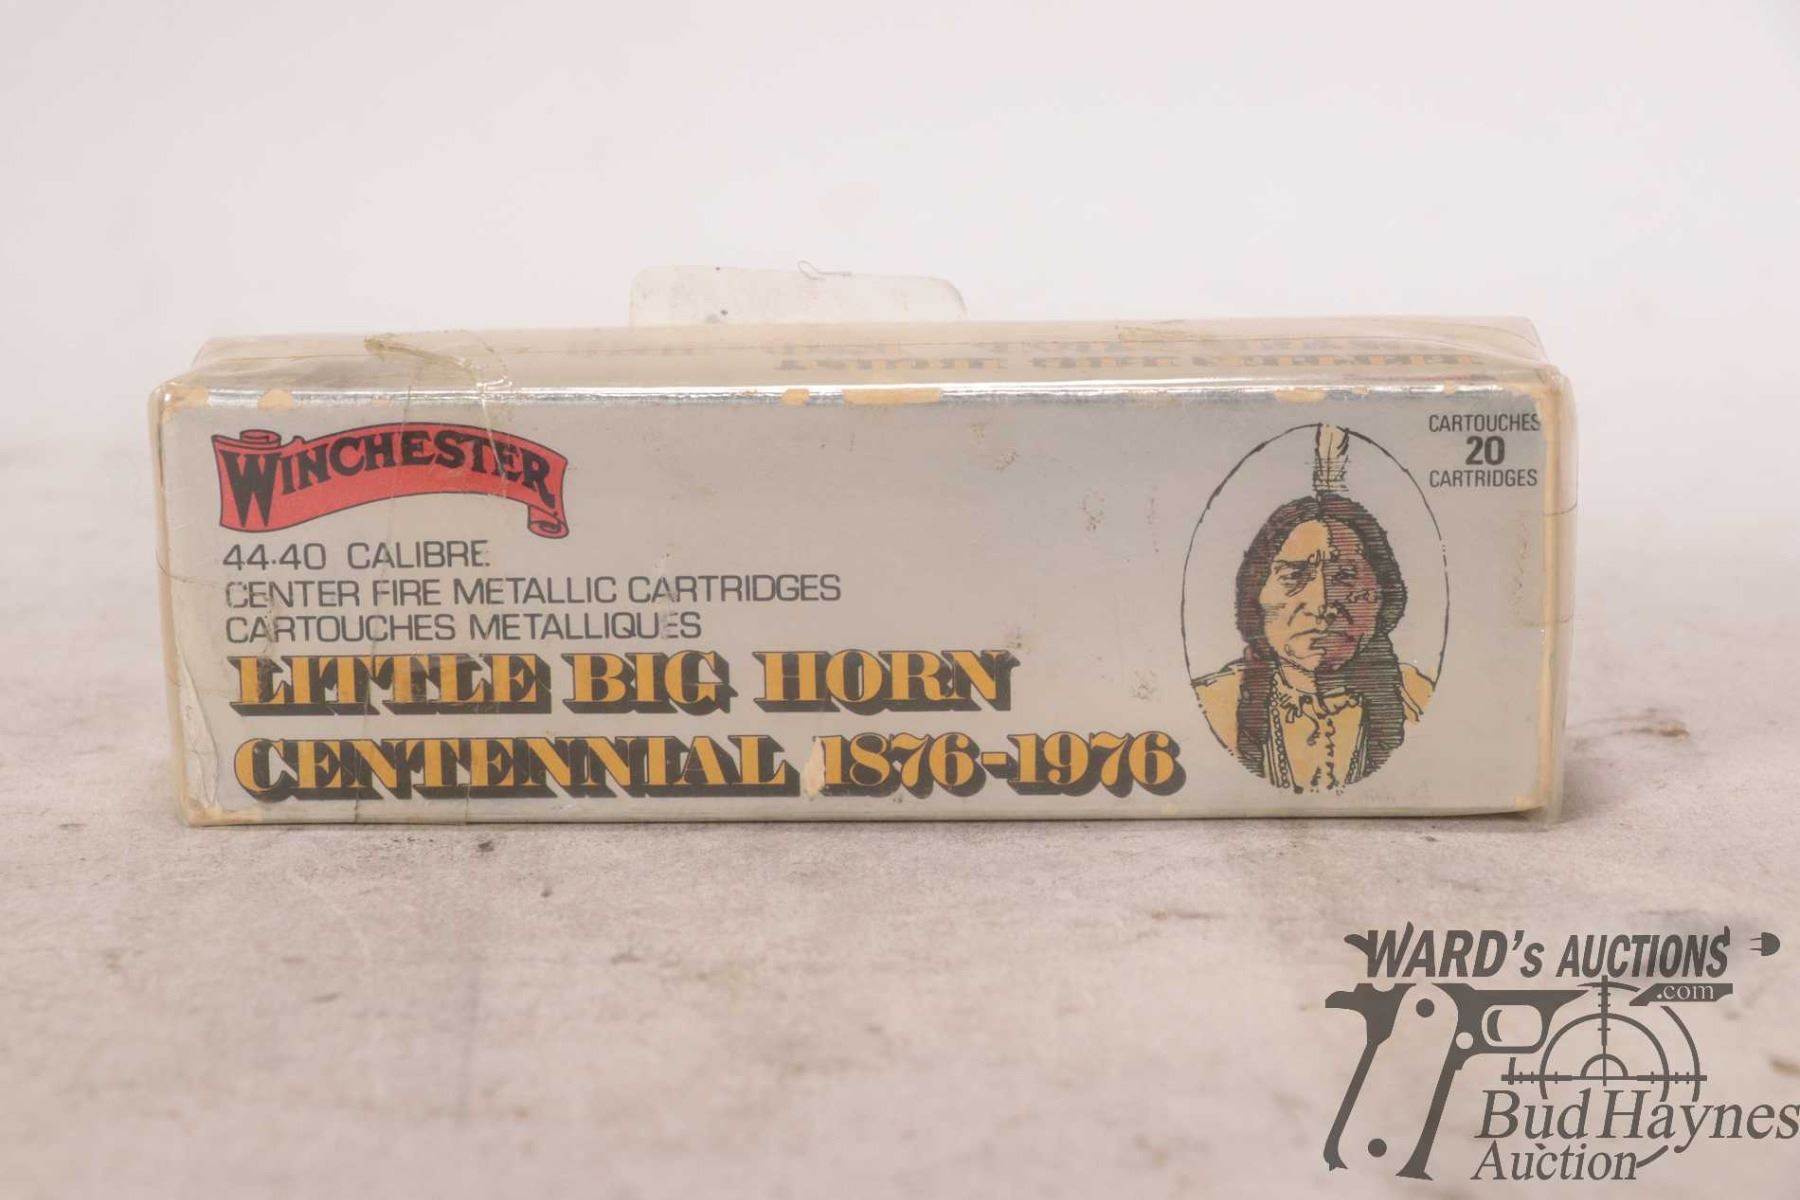 WINCHESTER
44-40 CALIBRE
CENTER FIRE METALLIC CARTRIDGES
CARTOUCHES METALLIQUES
LITTLE BIG HORN
CENTENNIAL 1876-1976
CARTOUCHES
20
CARTRIDGES
WARD's AUCTIONS
.com
Bud Haynes
Auction